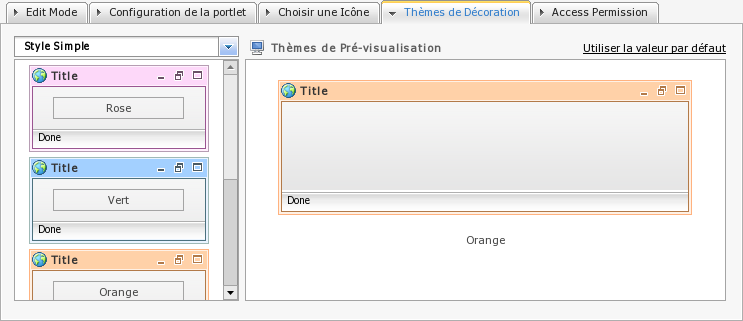 Edit Mode Configuration de la portlet Choisir une Icône Thèmes de Décoration Access Permission
Style Simple
Thèmes de Pré-visualisation Utiliser la valeur par défaut
Title
Rose
Done
Title
Vert
Done
Title
Orange
Title
Done
Orange